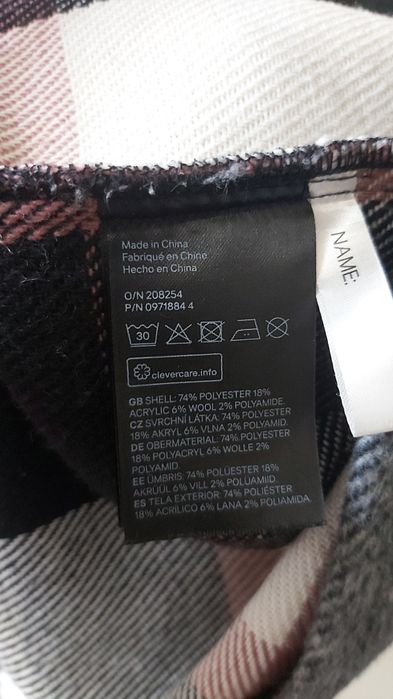 Made in China
Fabriqué en Chine
Hecho en China
O/N 208254
P/N 0971884 4
30
clevercare.info
GB SHELL: 74% POLYESTER 18%
ACRYLIC 6% WOOL 2% POLYAMIDE.
CZ SVRCHNÍ LÁTKA: 74% POLYESTER
18% AKRYL 6% VLNA 2% POLYAMID.
DE OBERMATERIAL: 74% POLYESTER
18% POLYACRYL 6% WOLLE 2%
POLYAMID.
EE ÜMBRIS: 74% POLÜESTER 18%
AKRÜÜL 6% VILL 2% POLÜAMIID
ES TELA EXTERIOR: 74% POLIÉSTER
18% ACRÍLICO 6% LANA 2% POLIAMIDA
NAME: